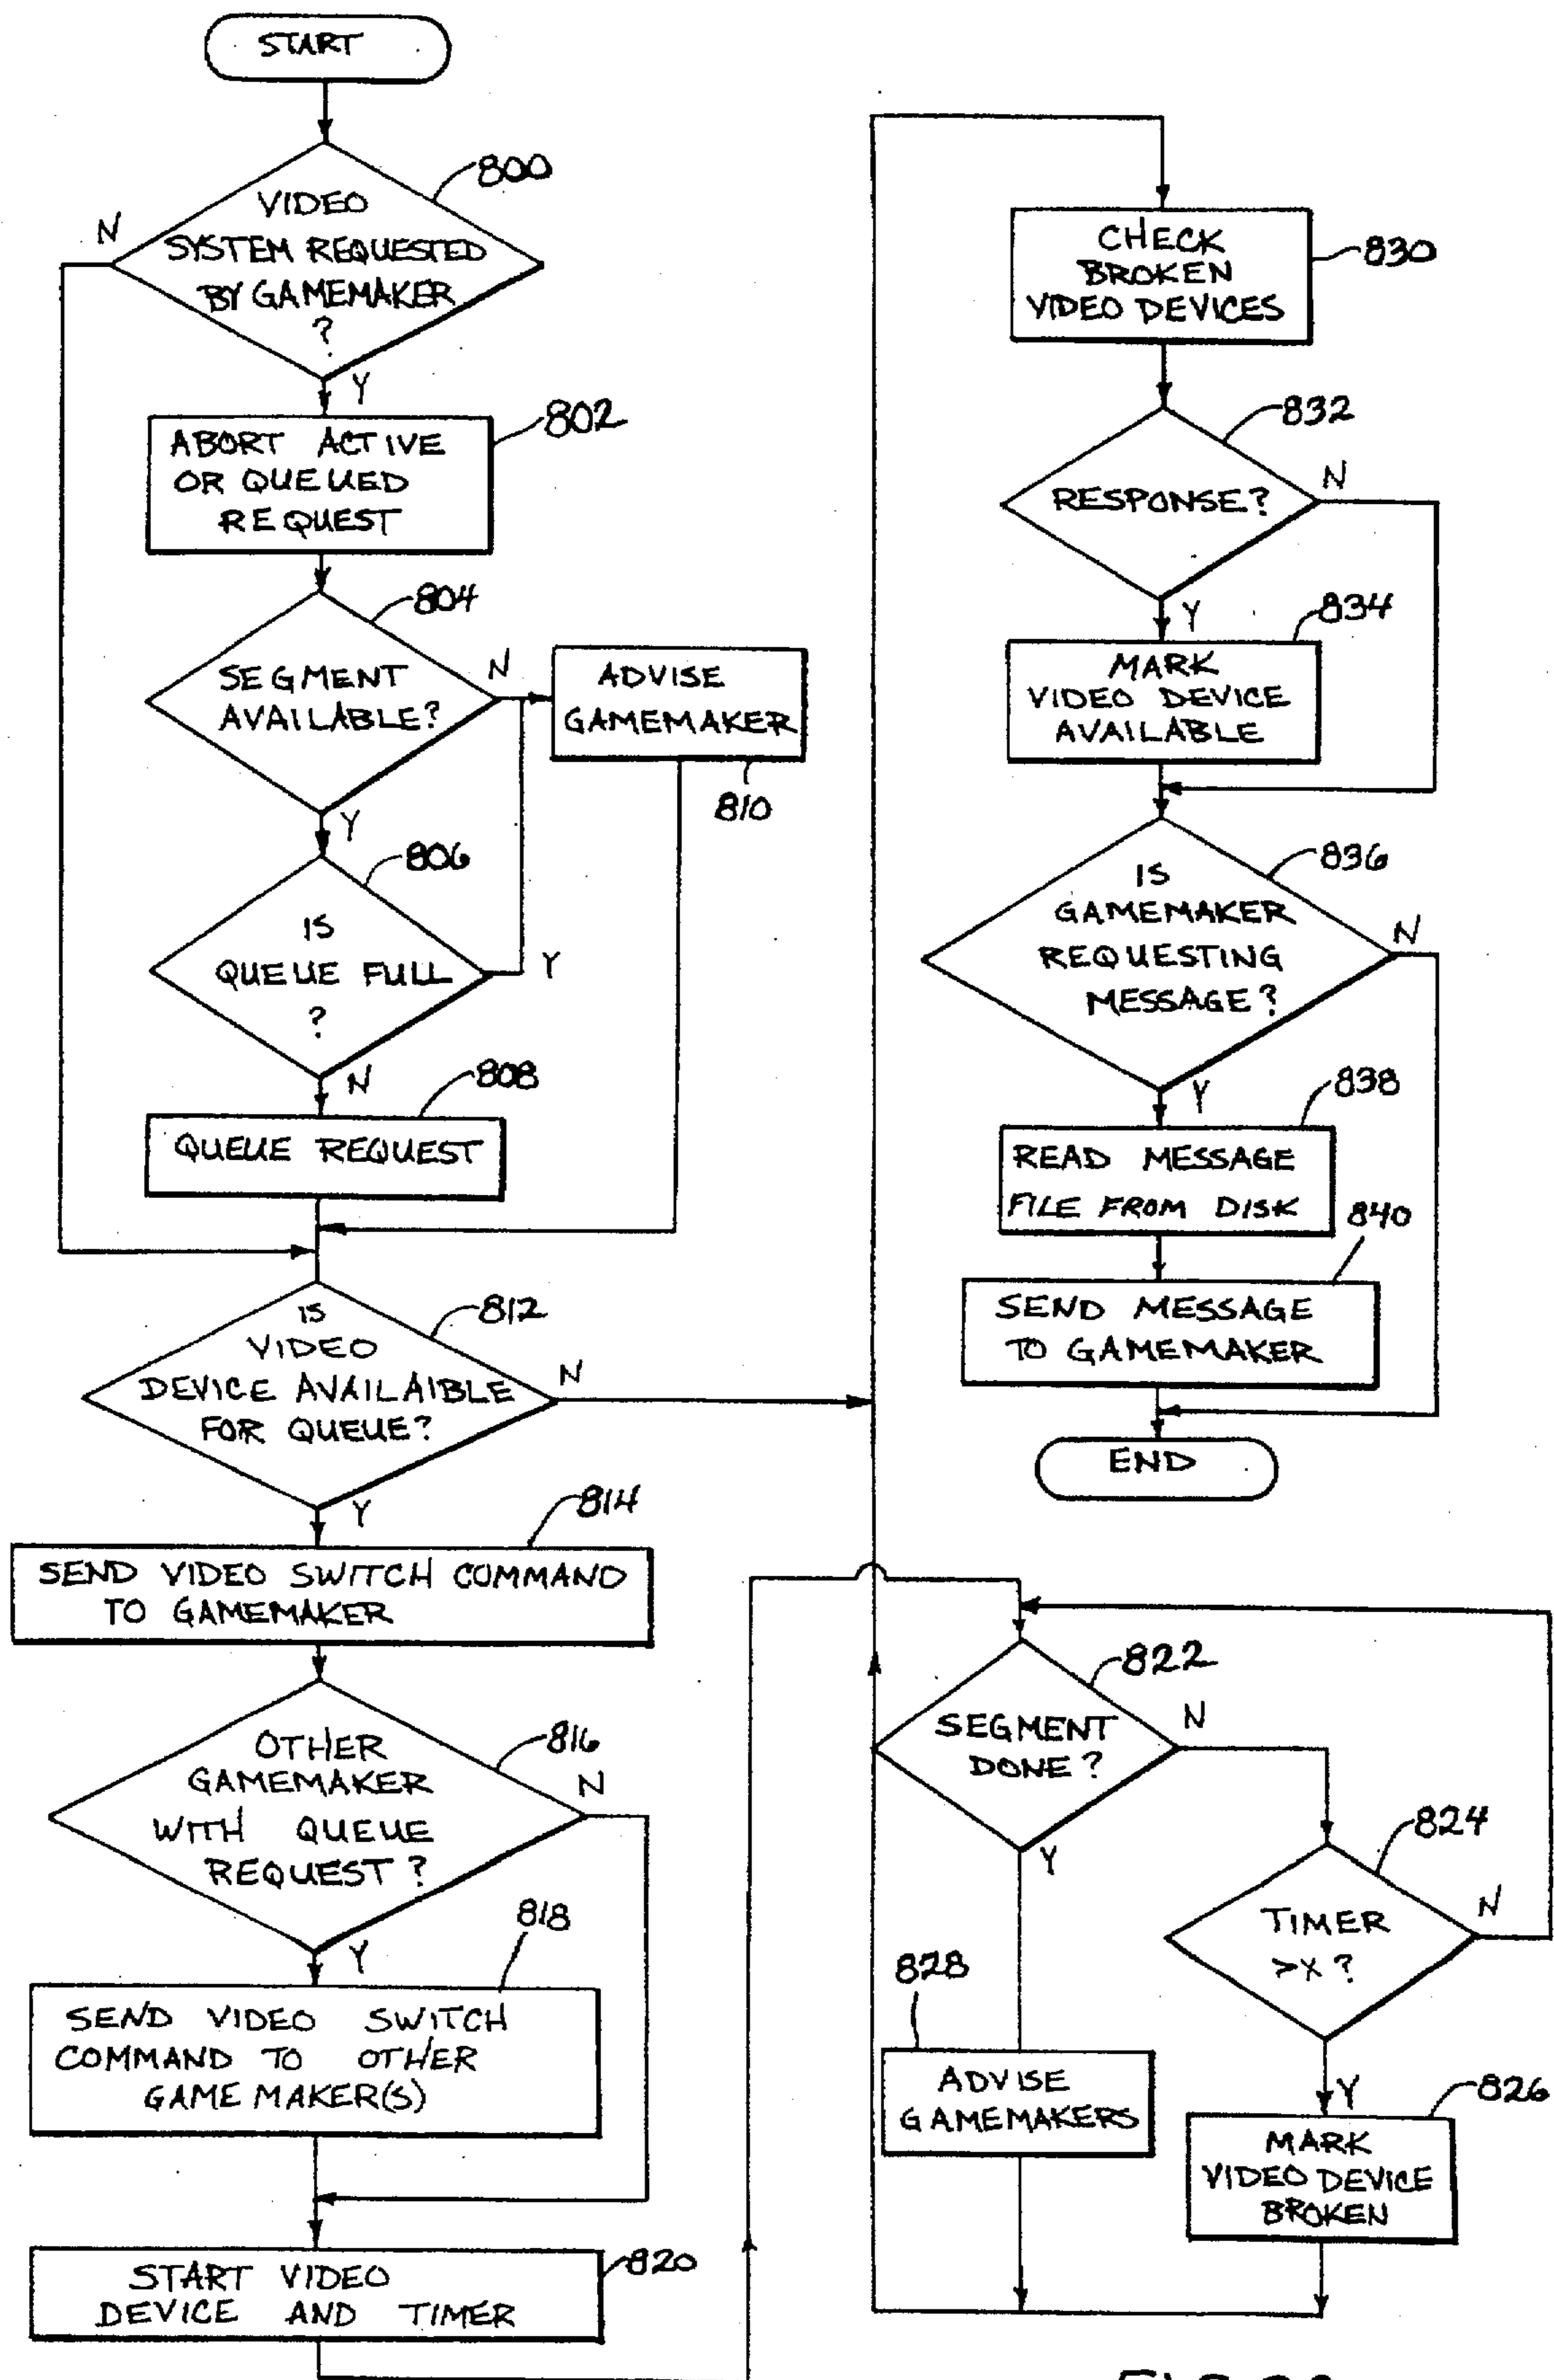 START
800
VIDEO
SYSTEM REQUESTED
BY GAMEMAKER
?
N
Y
802
ABORT ACTIVE
OR QUEUED
REQUEST
804
SEGMENT
AVAILABLE?
N
Y
ADVISE
GAMEMAKER
810
806
IS
QUEUE FULL
?
Y
N
808
QUEUE REQUEST
812
IS
VIDEO
DEVICE AVAILAIBLE
FOR QUEUE?
N
Y
814
SEND VIDEO SWITCH COMMAND
TO GAMEMAKER
816
OTHER
GAMEMAKER
WITH QUEUE
REQUEST?
N
Y
818
SEND VIDEO SWITCH
COMMAND TO OTHER
GAME MAKER(S)
820
START VIDEO
DEVICE AND TIMER
CHECK
BROKEN
VIDEO DEVICES
830
832
RESPONSE?
N
Y
834
MARK
VIDEO DEVICE
AVAILABLE
836
IS
GAMEMAKER
REQUESTING
MESSAGE?
N
Y
838
READ MESSAGE
FILE FROM DISK
840
SEND MESSAGE
TO GAMEMAKER
END
822
SEGMENT
DONE?
N
Y
824
TIMER
>X?
N
Y
828
ADVISE
GAMEMAKERS
826
MARK
VIDEO DEVICE
BROKEN